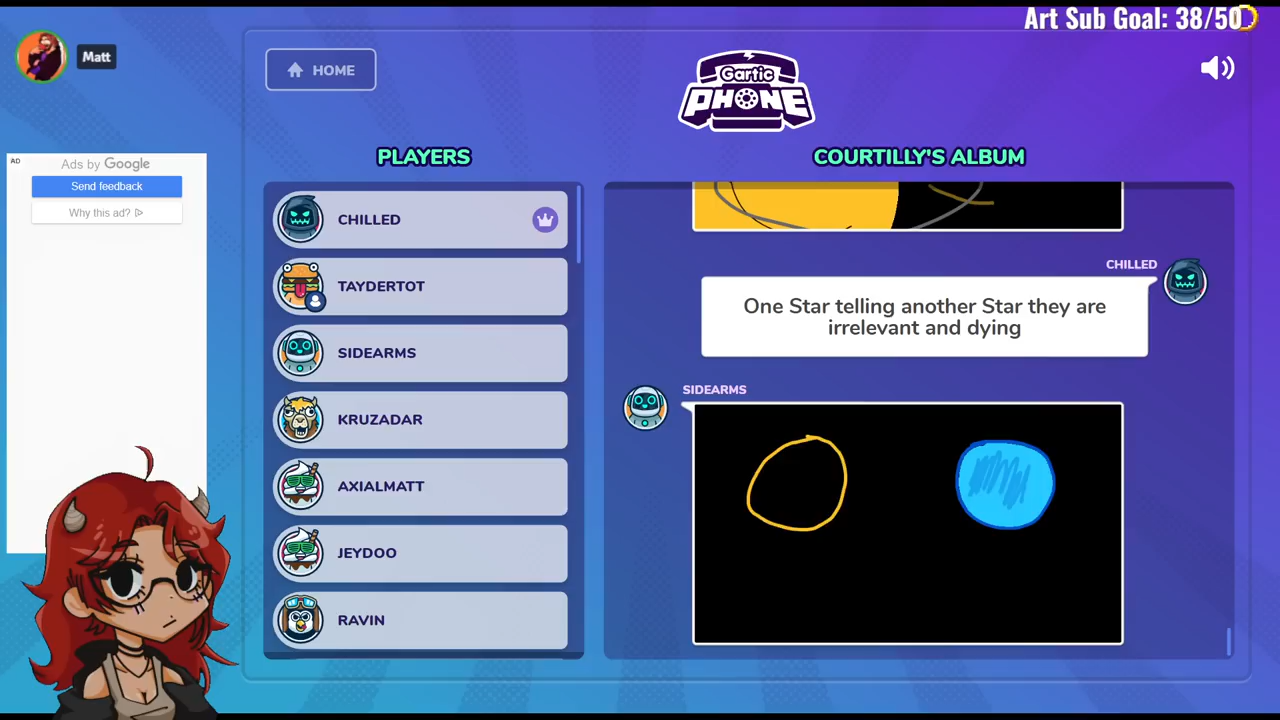 Art Sub Goal: 38/50
Matt
HOME
Gartic
PHONE
PLAYERS
COURTILLY'S ALBUM
AD
Ads by Google
Send feedback
Why this ad?
CHILLED
TAYDERTOT
SIDEARMS
KRUZADAR
AXIALMATT
JEYDOO
RAVIN
CHILLED
One Star telling another Star they are
irrelevant and dying
SIDEARMS